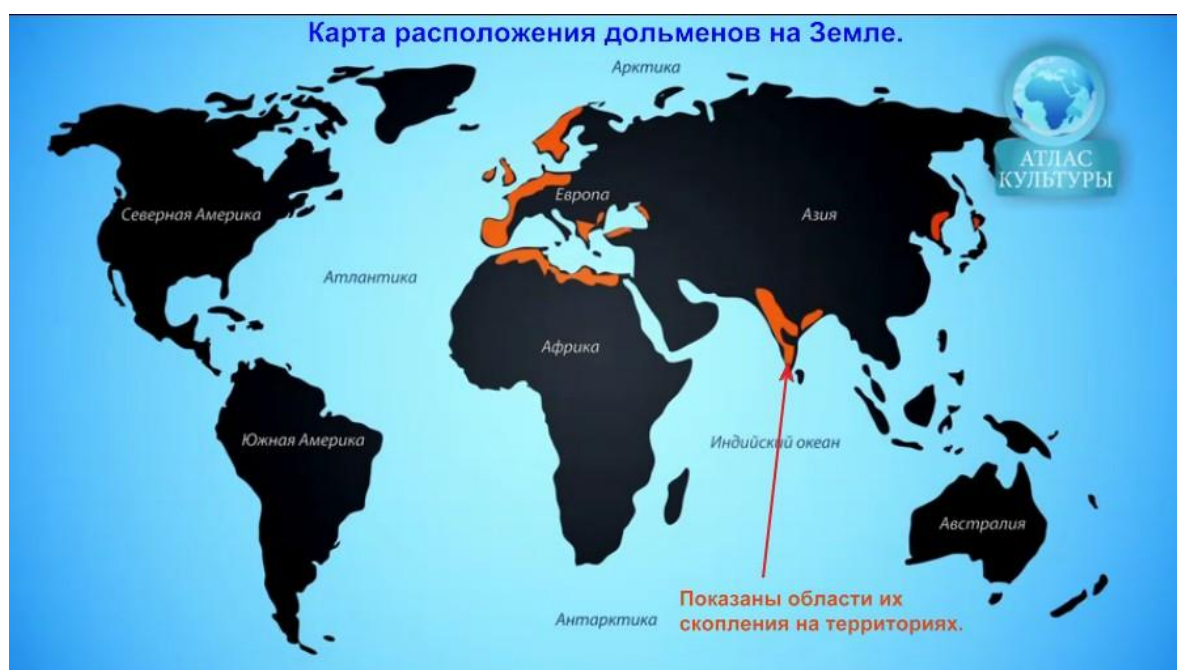 Карта расположения дольменов на Земле.
Арктика
АТЛАС
КУЛЬТУРЫ
Европа
Северная Америка
Азия
Атлантика
Африка
Южная Америка
Индийский океан
Австралия
Показаны области их
скопления на территориях.
Антарктика